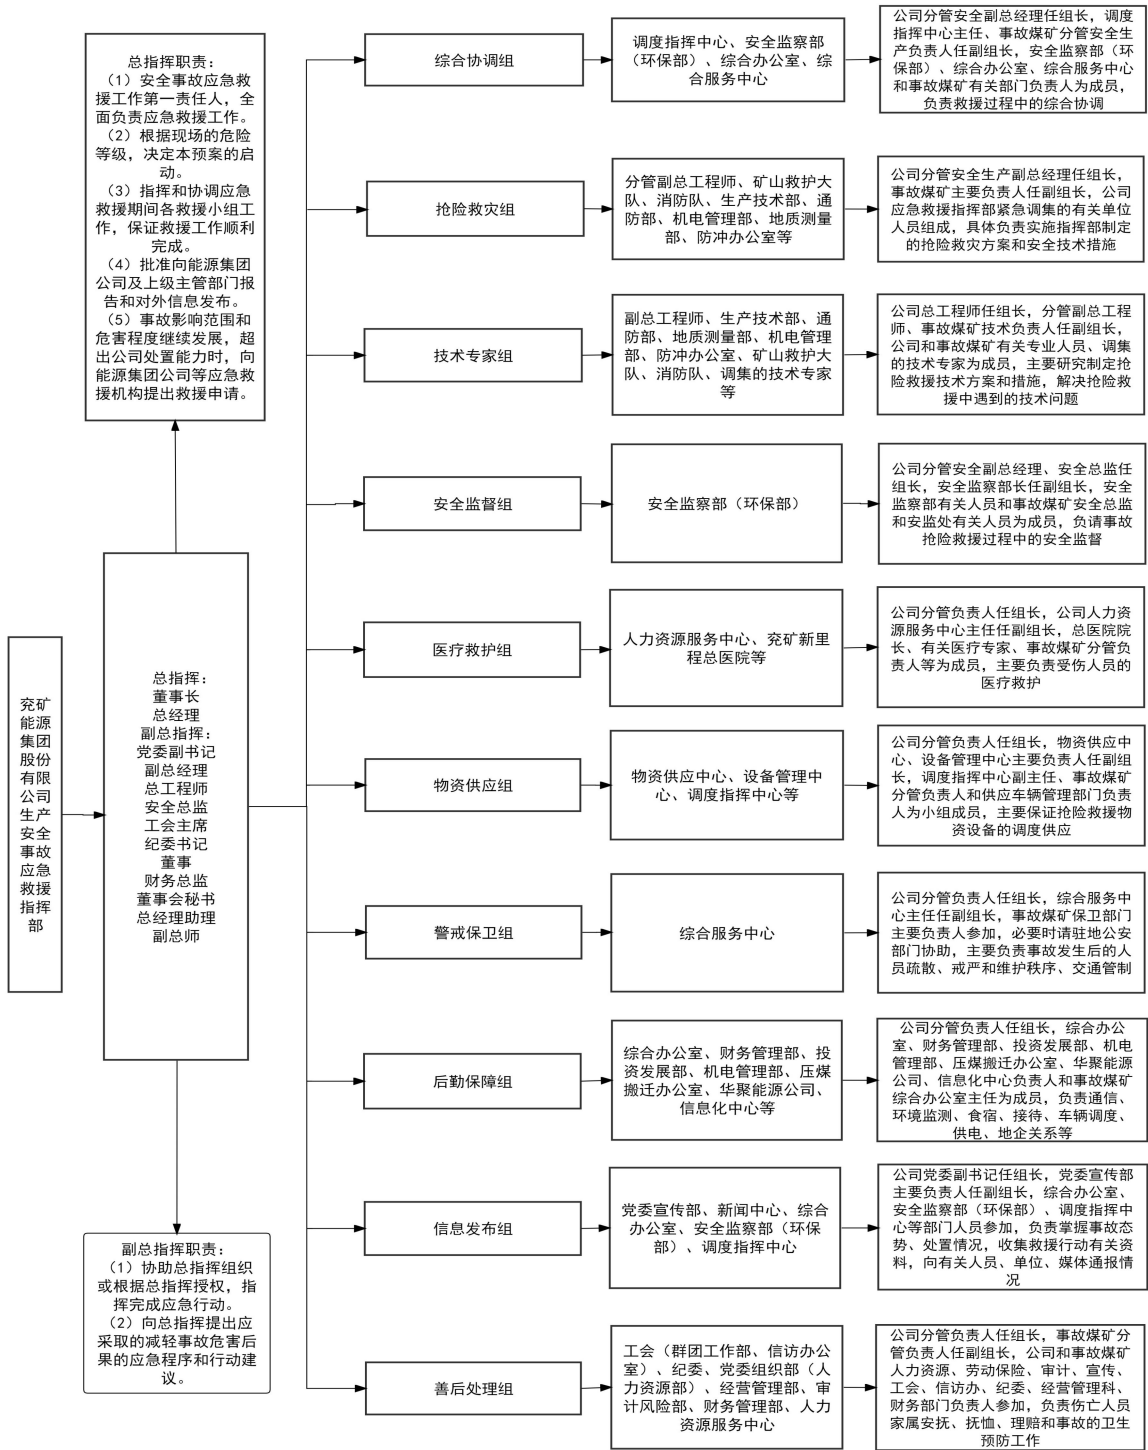 兖矿
能源
集团
股份
有限
公司
生产
安全
事故
应急
救援
指挥
部
总指挥职责：
（1）安全事故应急救
援工作第一责任人，全
面负责应急救援工作。
（2）根据现场的危险
等级，决定本预案的启
动。
（3）指挥和协调应急
救援期间各救援小组工
作，保证救援工作顺利
完成。
（4）批准向能源集团
公司及上级主管部门报
告和对外信息发布。
（5）事故影响范围和
危害程度继续发展，超
出公司处置能力时，向
能源集团公司等应急救
援机构提出救援申请。
总指挥：
董事长
总经理
副总指挥：
党委副书记
副总经理
总工程师
安全总监
工会主席
纪委书记
董事
财务总监
董事会秘书
总经理助理
副总师
副总指挥职责：
（1）协助总指挥组织
或根据总指挥授权，指
挥完成应急行动。
（2）向总指挥提出应
采取的减轻事故危害后
果的应急程序和行动建
议。
综合协调组
调度指挥中心、安全监察部
（环保部）、综合办公室、综
合服务中心
公司分管安全副总经理任组长，调度
指挥中心主任、事故煤矿分管安全生
产负责人任副组长，安全监察部（环
保部）、综合办公室、综合服务中心
和事故煤矿有关部门负责人为成员，
负责救援过程中的综合协调
抢险救灾组
分管副总工程师、矿山救护大
队、消防队、生产技术部、通
防部、机电管理部、地质测量
部、防冲办公室等
公司分管安全生产副总经理任组长，
事故煤矿主要负责人任副组长，公司
应急救援指挥部紧急调集的有关单位
人员组成，具体负责实施指挥部制定
的抢险救灾方案和安全技术措施
技术专家组
副总工程师、生产技术部、通
防部、地质测量部、机电管理
部、防冲办公室、矿山救护大
队、消防队、调集的技术专家
等
公司总工程师任组长，分管副总工程
师、事故煤矿技术负责人任副组长，
公司和事故煤矿有关专业人员、调集
的技术专家为成员，主要研究制定抢
险救援技术方案和措施，解决抢险救
援中遇到的技术问题
安全监督组
安全监察部（环保部）
公司分管安全副总经理、安全总监任
组长，安全监察部长任副组长，安全
监察部有关人员和事故煤矿安全总监
和安监处有关人员为成员，负请事故
抢险救援过程中的安全监督
医疗救护组
人力资源服务中心、兖矿新里
程总医院等
公司分管负责人任组长，公司人力资
源服务中心主任任副组长，总医院院
长、有关医疗专家、事故煤矿分管负
责人等为成员，主要负责受伤人员的
医疗救护
物资供应组
物资供应中心、设备管理中
心、调度指挥中心等
公司分管负责人任组长，物资供应中
心、设备管理中心主要负责人任副组
长，调度指挥中心副主任、事故煤矿
分管负责人和供应车辆管理部门负责
人为小组成员，主要保证抢险救援物
资设备的调度供应
警戒保卫组
综合服务中心
公司分管负责人任组长，综合服务中
心主任任副组长，事故煤矿保卫部门
主要负责人参加，必要时请驻地公安
部门协助，主要负责事故发生后的人
员疏散、戒严和维护秩序、交通管制
后勤保障组
综合办公室、财务管理部、投
资发展部、机电管理部、压煤
搬迁办公室、华聚能源公司、
信息化中心等
公司分管负责人任组长，综合办公
室、财务管理部、投资发展部、机电
管理部、压煤搬迁办公室、华聚能源
公司、信息化中心负责人和事故煤矿
综合办公室主任为成员，负责通信、
环境监测、食宿、接待、车辆调度、
供电、地企关系等
信息发布组
党委宣传部、新闻中心、综合
办公室、安全监察部（环保
部）、调度指挥中心
公司党委副书记任组长，党委宣传部
主要负责人任副组长，综合办公室、
安全监察部（环保部）、调度指挥中
心等部门人员参加，负责掌握事故态
势、处置情况，收集救援行动有关资
料，向有关人员、单位、媒体通报情
况
善后处理组
工会（群团工作部、信访办公
室）、纪委、党委组织部（人
力资源部）、经营管理部、审
计风险部、财务管理部、人力
资源服务中心
公司分管负责人任组长，事故煤矿分
管负责人任副组长，公司和事故煤矿
人力资源、劳动保险、审计、宣传、
工会、信访办、纪委、经营管理科、
财务部门负责人参加，负责伤亡人员
家属安抚、抚恤、理赔和事故的卫生
预防工作